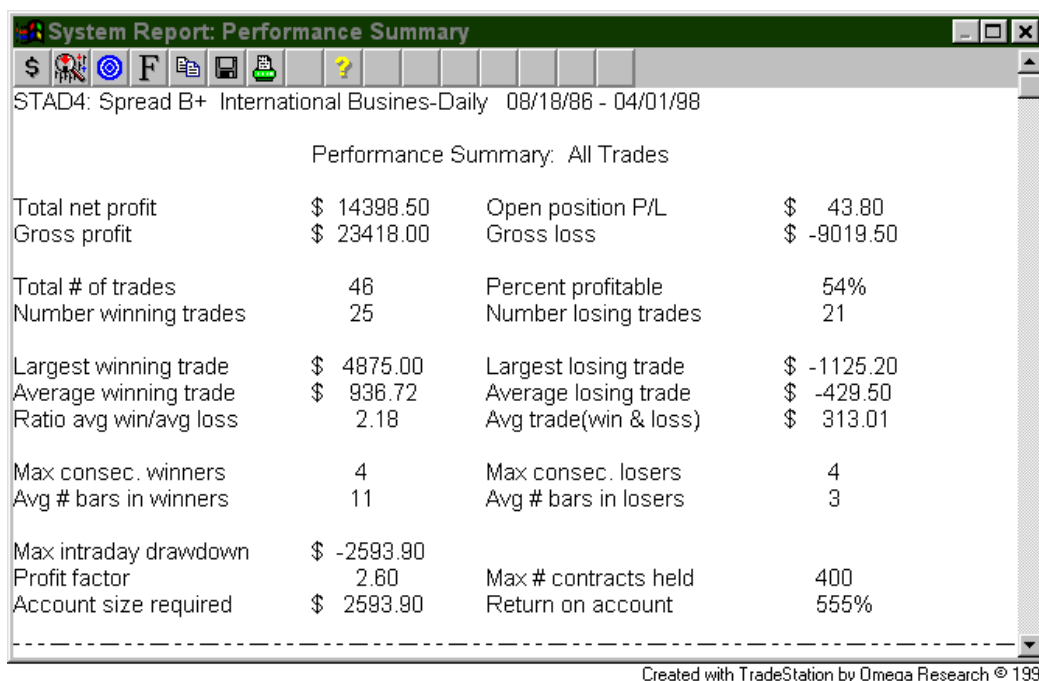 System Report: Performance Summary
$ F ?
STAD4: Spread B+ International Busines-Daily 08/18/86 - 04/01/98
Performance Summary: All Trades
Total net profit $ 14398.50 Open position P/L $ 43.80
Gross profit $ 23418.00 Gross loss $ -9019.50
Total # of trades 46 Percent profitable 54%
Number winning trades 25 Number losing trades 21
Largest winning trade $ 4875.00 Largest losing trade $ -1125.20
Average winning trade $ 936.72 Average losing trade $ -429.50
Ratio avg win/avg loss 2.18 Avg trade(win & loss) $ 313.01
Max consec. winners 4 Max consec. losers 4
Avg # bars in winners 11 Avg # bars in losers 3
Max intraday drawdown $ -2593.90
Profit factor 2.60 Max # contracts held 400
Account size required $ 2593.90 Return on account 555%
Created with TradeStation by Omega Research © 199